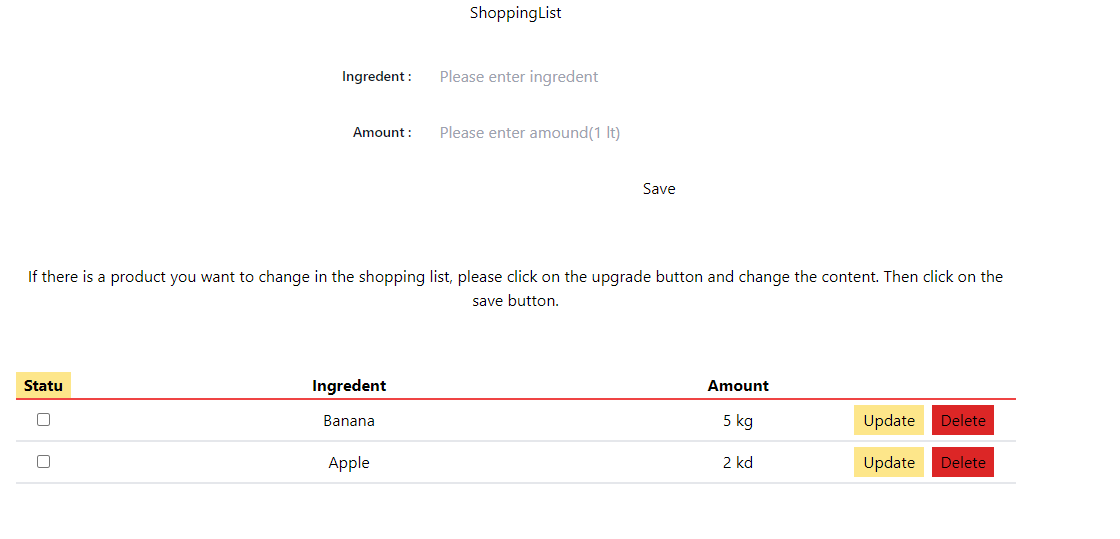 ShoppingList
Ingredent : Please enter ingredent
Amount : Please enter amound(1 lt)
Save
If there is a product you want to change in the shopping list, please click on the upgrade button and change the content. Then click on the
save button.
Statu Ingredent Amount
Banana 5 kg Update Delete
Apple 2 kd Update Delete